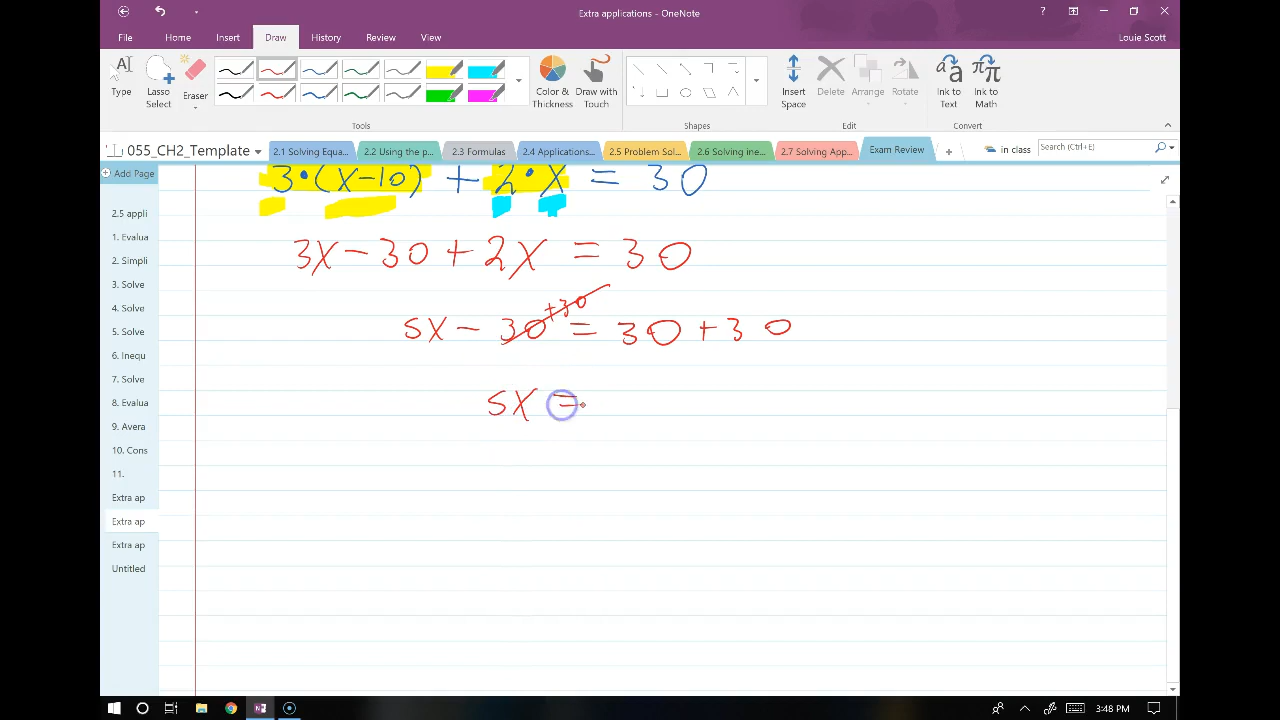 Extra applications - OneNote
?
File Home Insert Draw History Review View
Louie Scott
Type
Lasso Select
Eraser
Color & Thickness
Draw with Touch
Insert Space
Delete
Arrange
Rotate
Ink to Text
Ink to Math
Tools
Shapes
Edit
Convert
055_CH2_Template
2.1 Solving Equa...
2.2 Using the p...
2.3 Formulas
2.4 Applications...
2.5 Problem Sol...
2.6 Solving ine...
2.7 Solving App...
Exam Review
in class
Search (Ctrl+E)
Add Page
2.5 appli
1. Evalua
2. Simpli
3. Solve
4. Solve
5. Solve
6. Inequ
7. Solve
8. Evalua
9. Avera
10. Cons
11.
Extra ap
Extra ap
Extra ap
Untitled
3•(x-10) + 2•x = 30
3x - 30 + 2x = 30
5x - 30 +30 = 30 + 30
5x =
3:48 PM